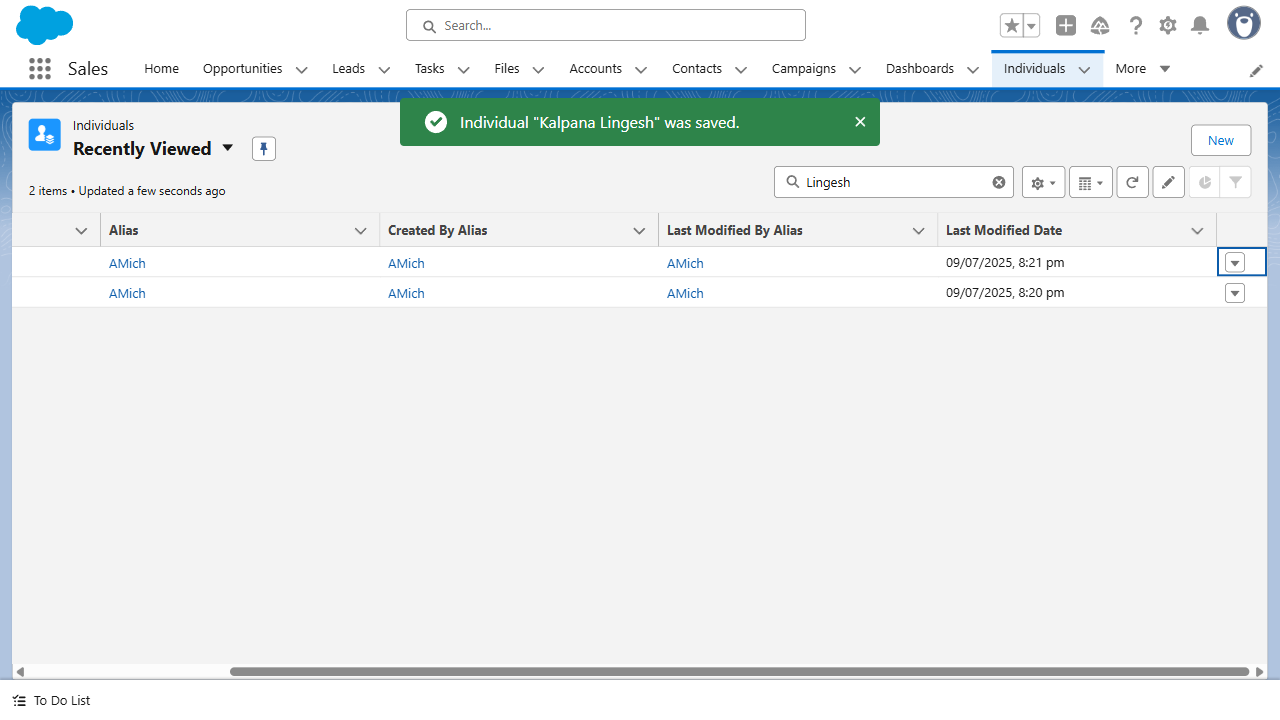 Search...
Sales
Home
Opportunities
Leads
Tasks
Files
Accounts
Contacts
Campaigns
Dashboards
Individuals
More
Individual "Kalpana Lingesh" was saved.
Individuals
Recently Viewed
New
2 items • Updated a few seconds ago
Lingesh
Alias
Created By Alias
Last Modified By Alias
Last Modified Date
AMich
AMich
AMich
09/07/2025, 8:21 pm
AMich
AMich
AMich
09/07/2025, 8:20 pm
To Do List